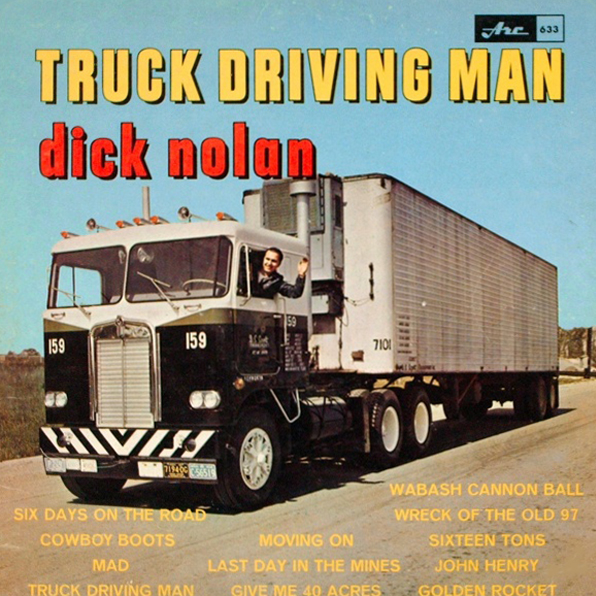 Arc 633
TRUCK DRIVING MAN
dick nolan
159
159
159
7101
WABASH CANNON BALL
SIX DAYS ON THE ROAD
WRECK OF THE OLD 97
COWBOY BOOTS
MOVING ON
SIXTEEN TONS
MAD
LAST DAY IN THE MINES
JOHN HENRY
TRUCK DRIVING MAN
GIVE ME 40 ACRES
GOLDEN ROCKET